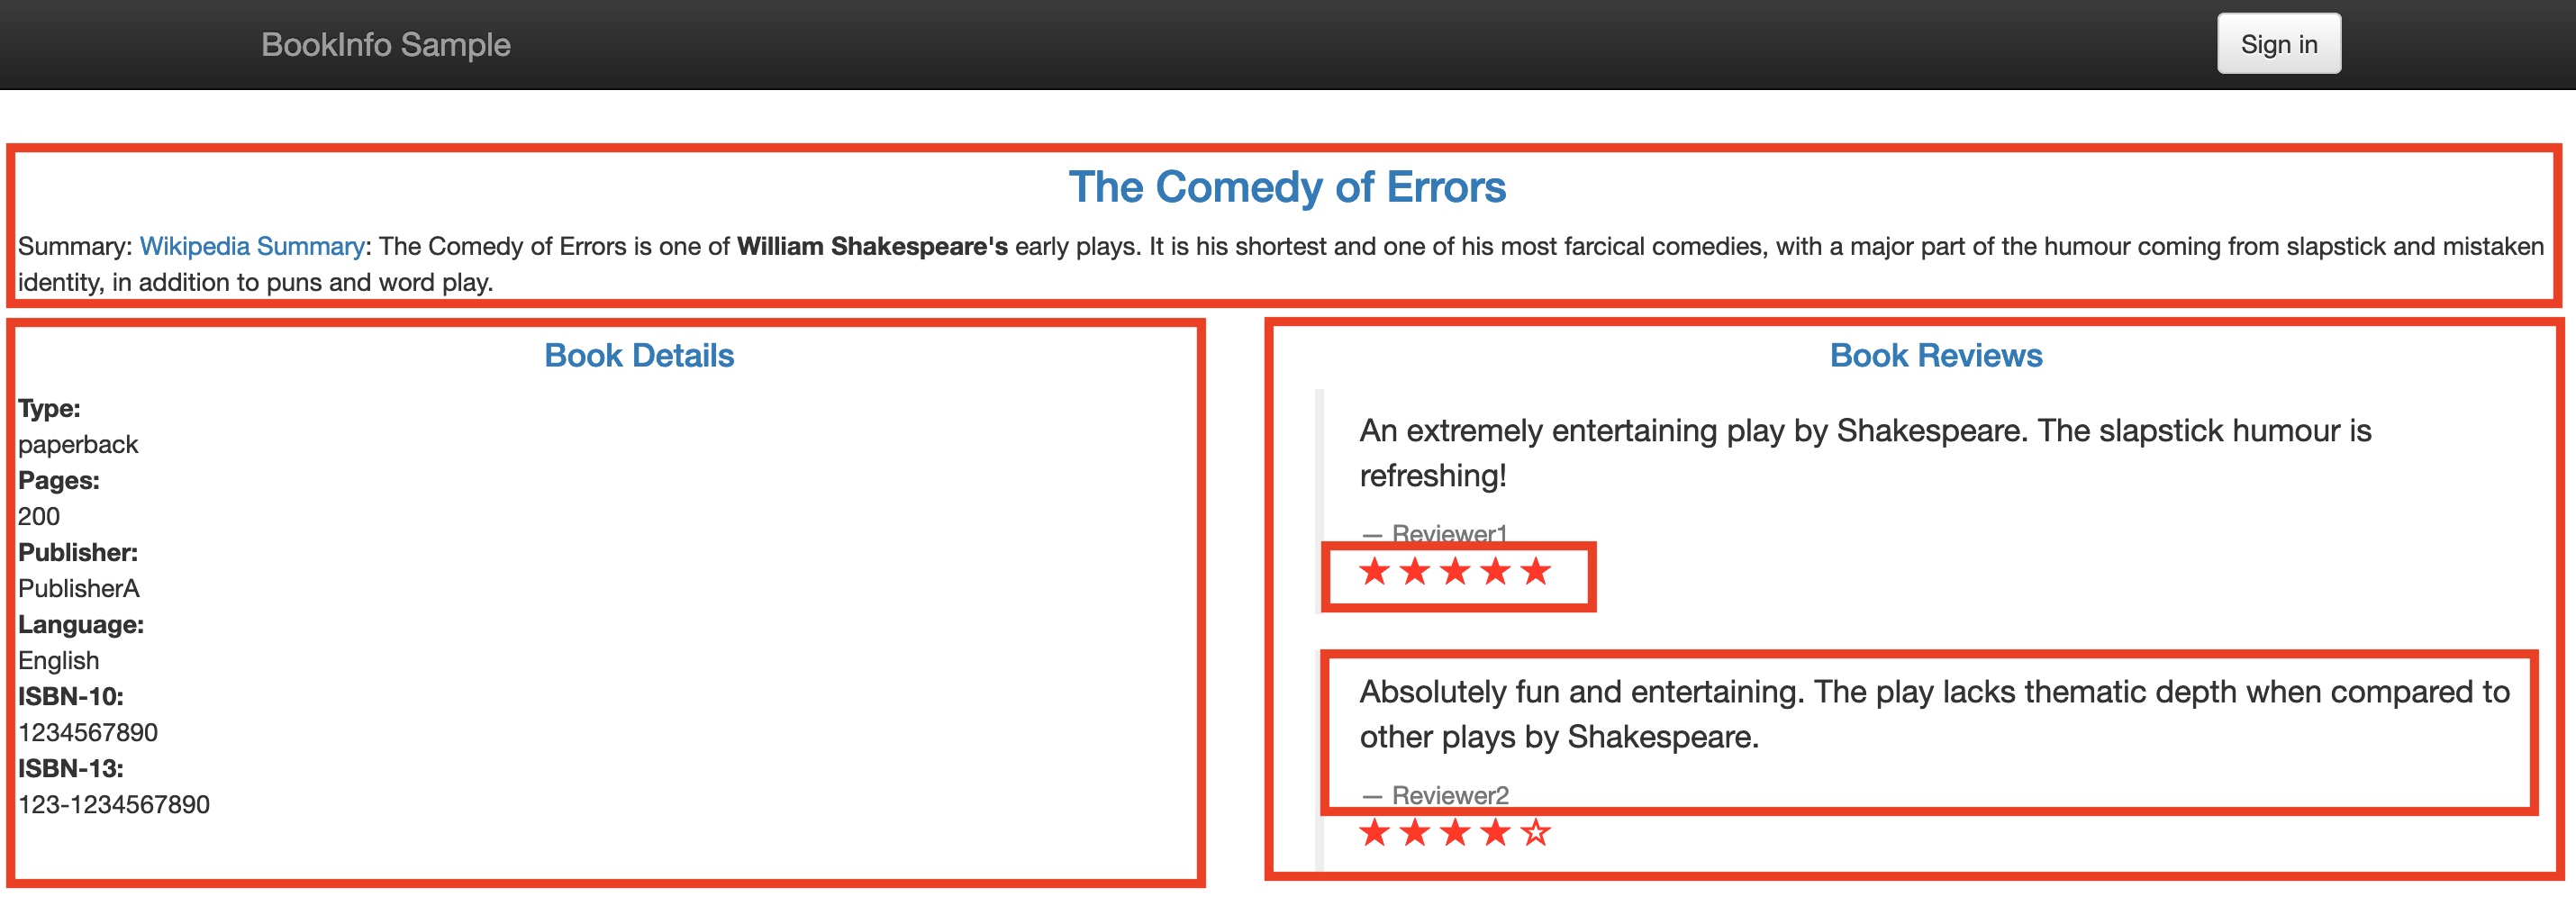 BookInfo Sample
Sign in
The Comedy of Errors
Summary: Wikipedia Summary: The Comedy of Errors is one of William Shakespeare's early plays. It is his shortest and one of his most farcical comedies, with a major part of the humour coming from slapstick and mistaken
identity, in addition to puns and word play.
Book Details
Type:
paperback
Pages:
200
Publisher:
PublisherA
Language:
English
ISBN-10:
1234567890
ISBN-13:
123-1234567890
Book Reviews
An extremely entertaining play by Shakespeare. The slapstick humour is
refreshing!
— Reviewer1
Absolutely fun and entertaining. The play lacks thematic depth when compared to
other plays by Shakespeare.
— Reviewer2